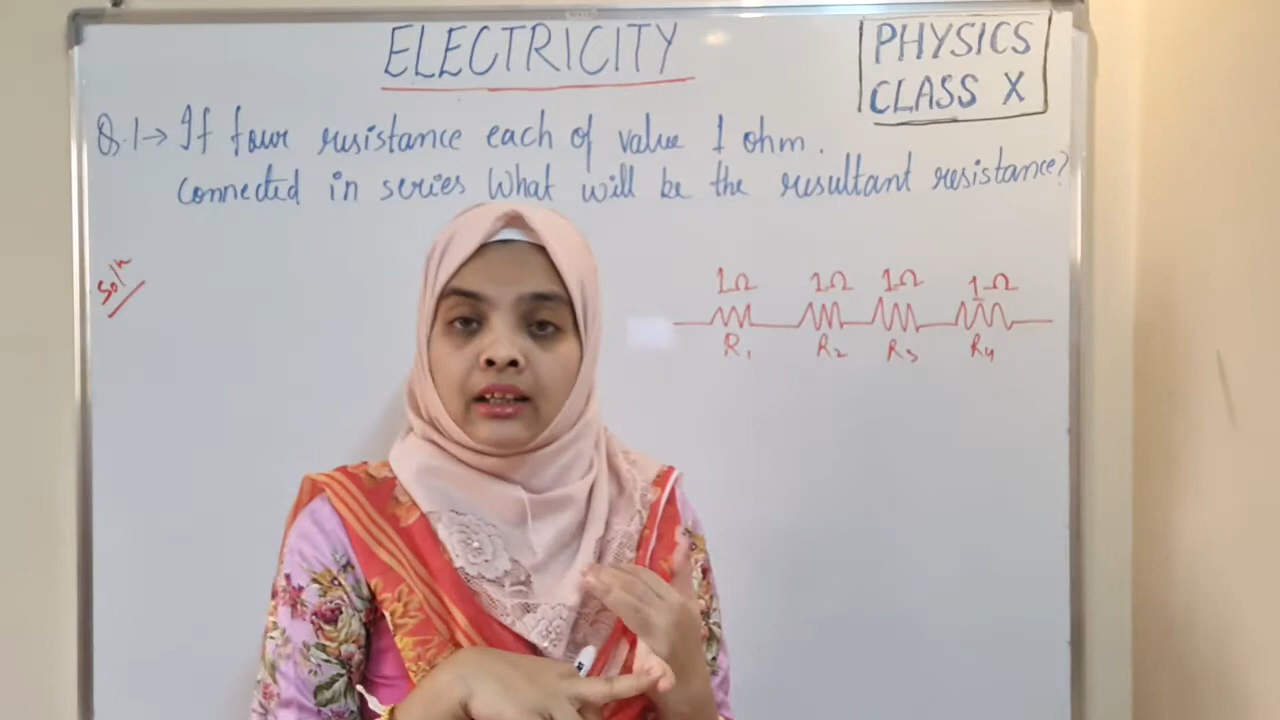 ELECTRICITY
PHYSICS
CLASS X
Q.1→ If four resistance each of value 1 ohm.
Connected in series What will be the resultant resistance?
Soln
1Ω 1Ω 1Ω 1Ω
R1 R2 R3 R4